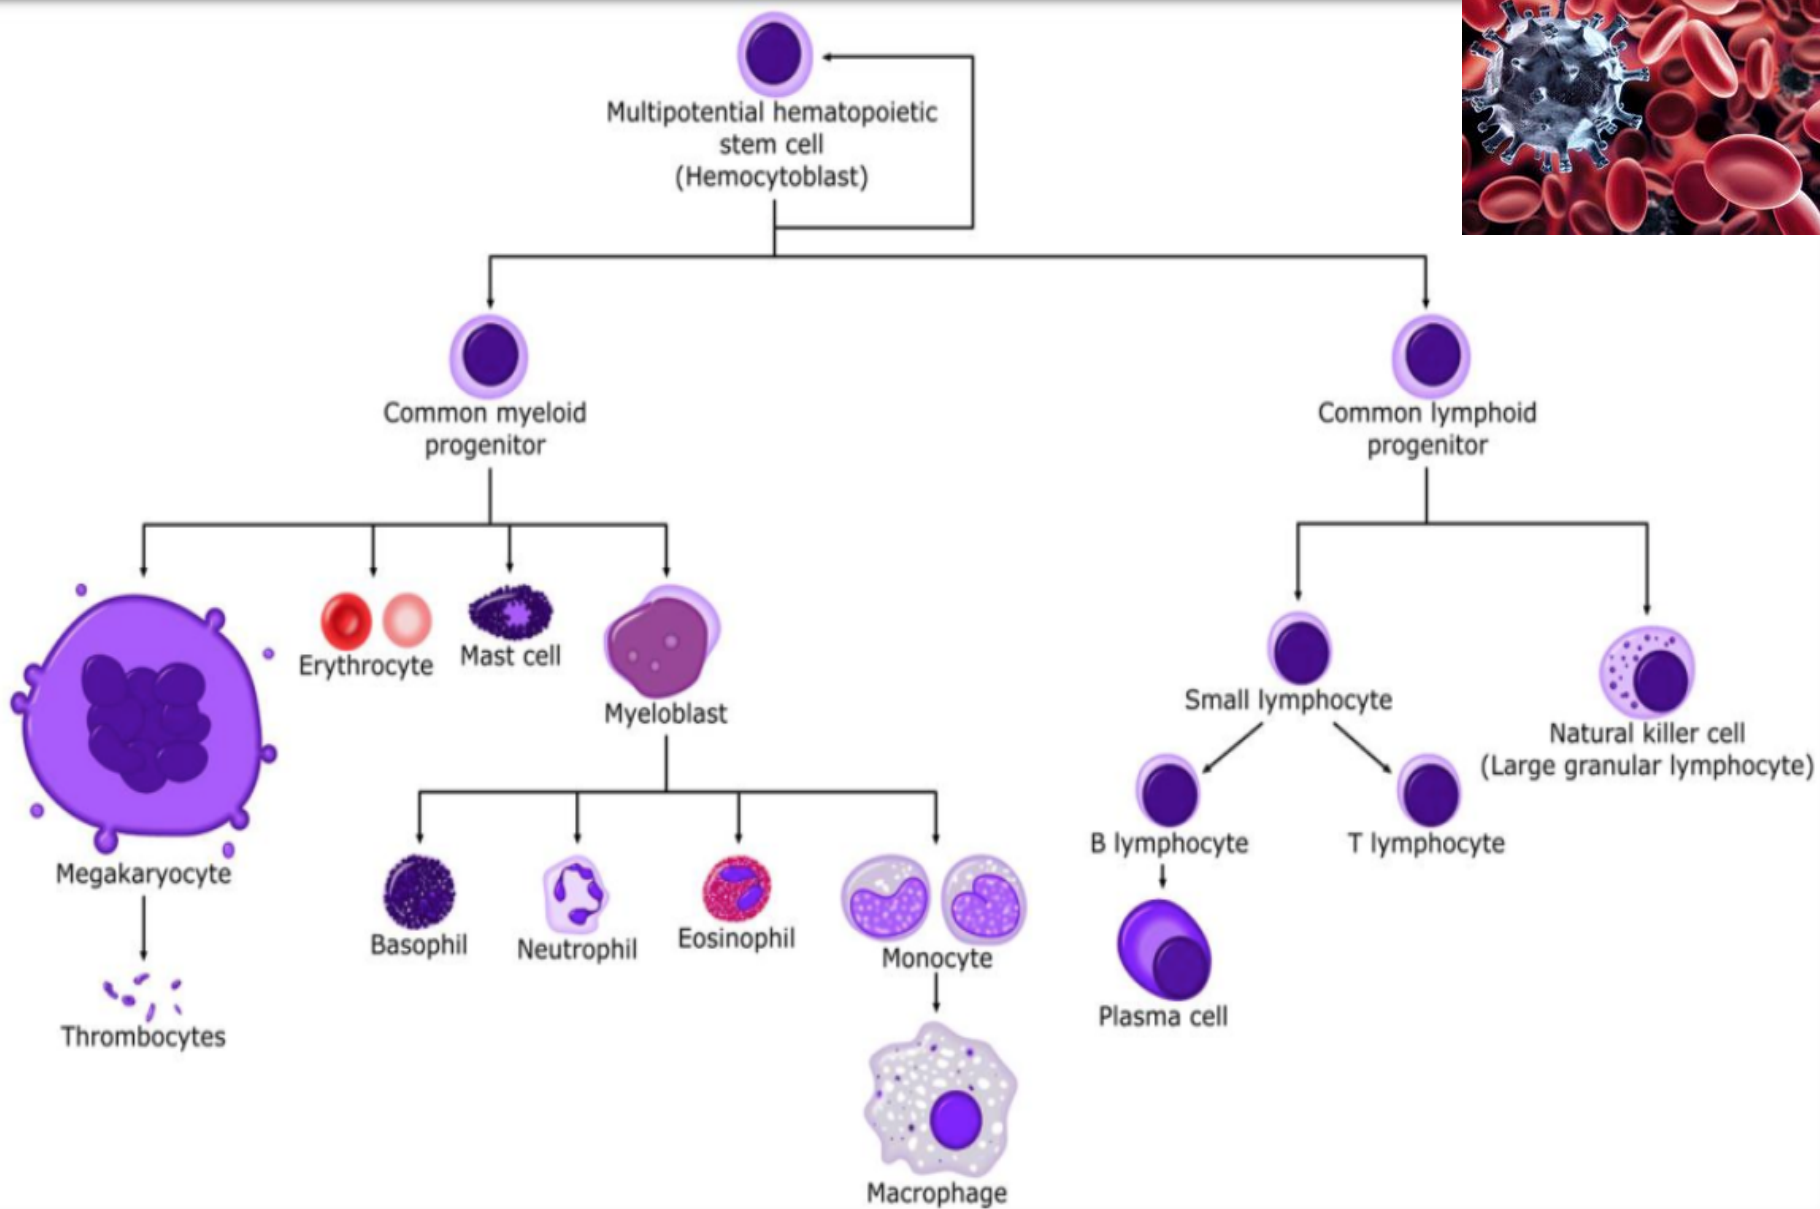 Multipotential hematopoietic
stem cell
(Hemocytoblast)
Common myeloid
progenitor
Common lymphoid
progenitor
Megakaryocyte
Erythrocyte
Mast cell
Myeloblast
Small lymphocyte
Natural killer cell
(Large granular lymphocyte)
B lymphocyte
T lymphocyte
Thrombocytes
Basophil
Neutrophil
Eosinophil
Monocyte
Plasma cell
Macrophage